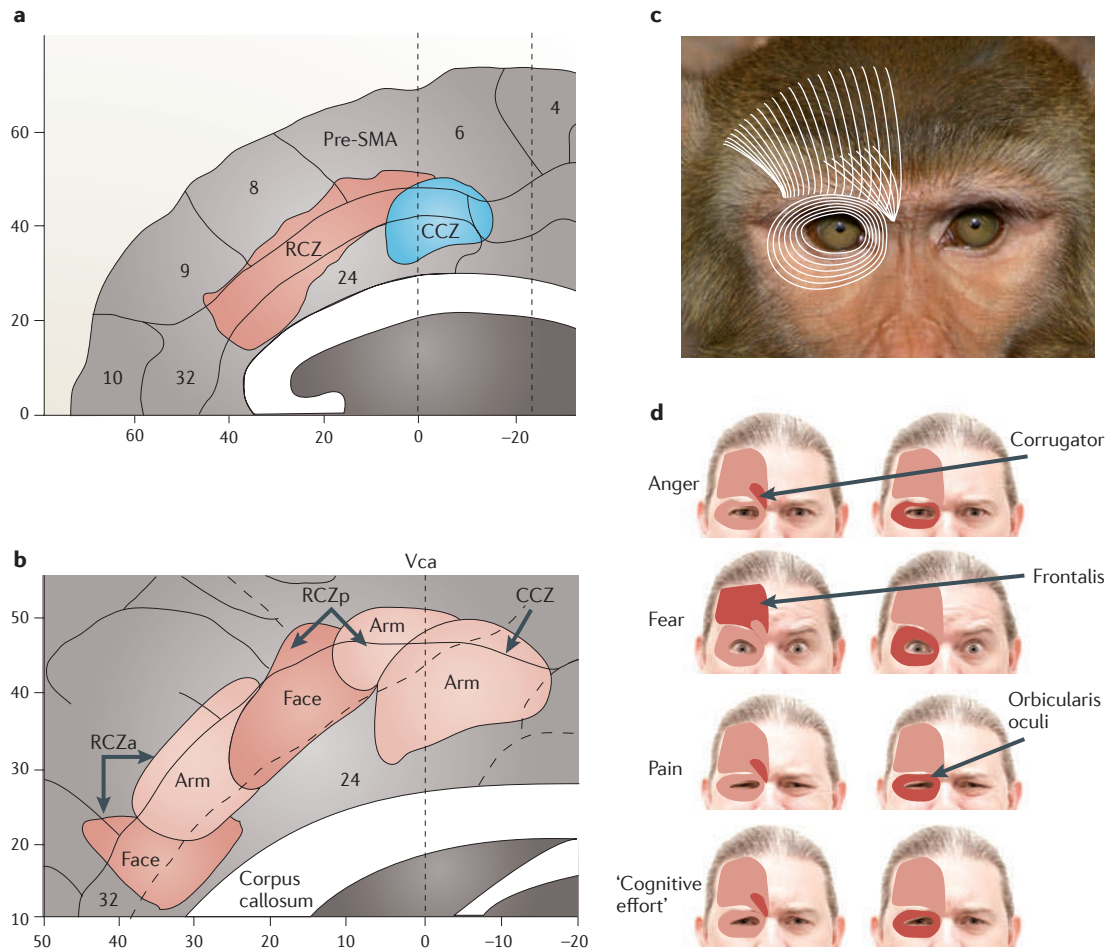 a
60
40
20
0
60
40
20
0
−20
10
32
9
8
Pre-SMA
6
4
RCZ
CCZ
24
b
Vca
50
40
30
20
10
50
40
30
20
10
0
−10
−20
RCZp
CCZ
Arm
Face
Arm
RCZa
Arm
Face
24
32
Corpus
callosum
c
d
Anger
Corrugator
Fear
Frontalis
Pain
Orbicularis
oculi
‘Cognitive
effort’